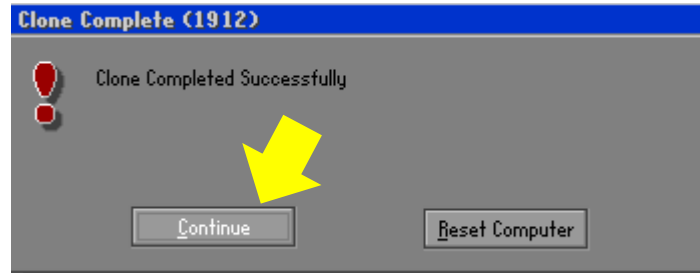 Clone Complete (1912)
Clone Completed Successfully
Continue
Reset Computer